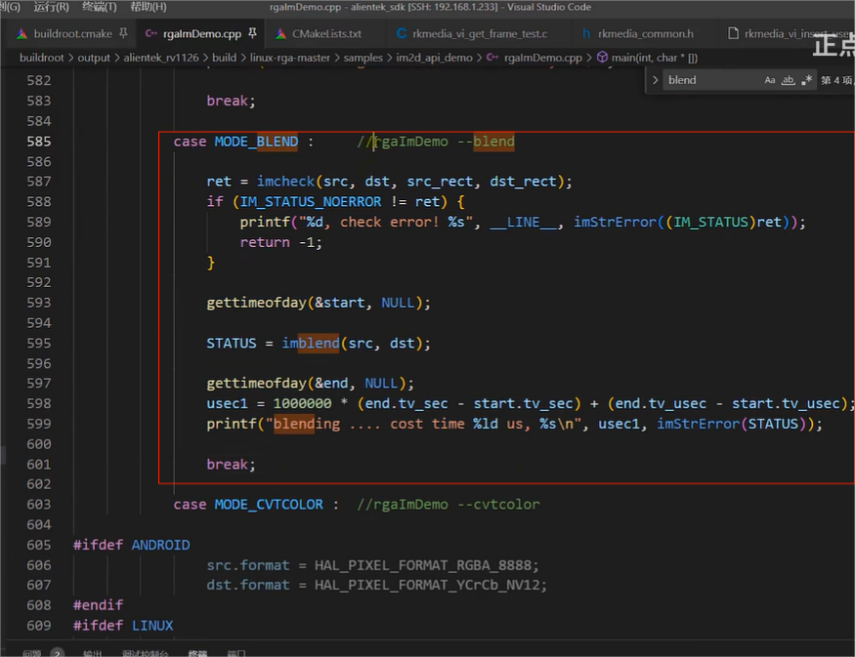 运行(R) 终端(T) 帮助(H) rgaImDemo.cpp - alientek_sdk [SSH: 192.168.1.233] - Visual Studio Code
buildroot.cmake rgaImDemo.cpp CMakeLists.txt rkmedia_vi_get_frame_test.c rkmedia_common.h
正点
buildroot > output > alientek_rv1126 > build > linux-rga-master > samples > im2d_api_demo > rgaImDemo.cpp > main(int, char * [])
blend Aa ab .* 第 4 项
582
583 break;
584
585 case MODE_BLEND : //rgaImDemo --blend
586
587 ret = imcheck(src, dst, src_rect, dst_rect);
588 if (IM_STATUS_NOERROR != ret) {
589 printf("%d, check error! %s", __LINE__, imStrError((IM_STATUS)ret));
590 return -1;
591 }
592
593 gettimeofday(&start, NULL);
594
595 STATUS = imblend(src, dst);
596
597 gettimeofday(&end, NULL);
598 usec1 = 1000000 * (end.tv_sec - start.tv_sec) + (end.tv_usec - start.tv_usec);
599 printf("blending .... cost time %ld us, %s\n", usec1, imStrError(STATUS));
600
601 break;
602
603 case MODE_CVTCOLOR : //rgaImDemo --cvtcolor
604
605 #ifdef ANDROID
606 src.format = HAL_PIXEL_FORMAT_RGBA_8888;
607 dst.format = HAL_PIXEL_FORMAT_YCrCb_NV12;
608 #endif
609 #ifdef LINUX
问题 2 输出 调试控制台 终端 端口